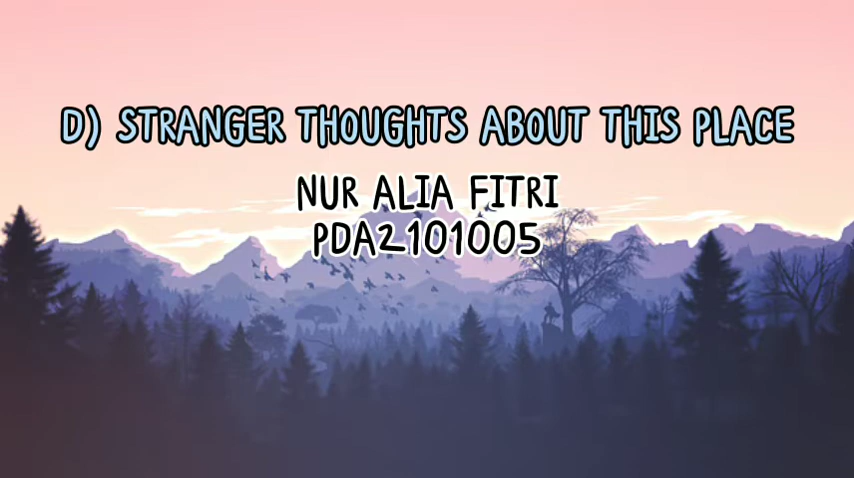 D) STRANGER THOUGHTS ABOUT THIS PLACE
NUR ALIA FITRI
PDA2101005